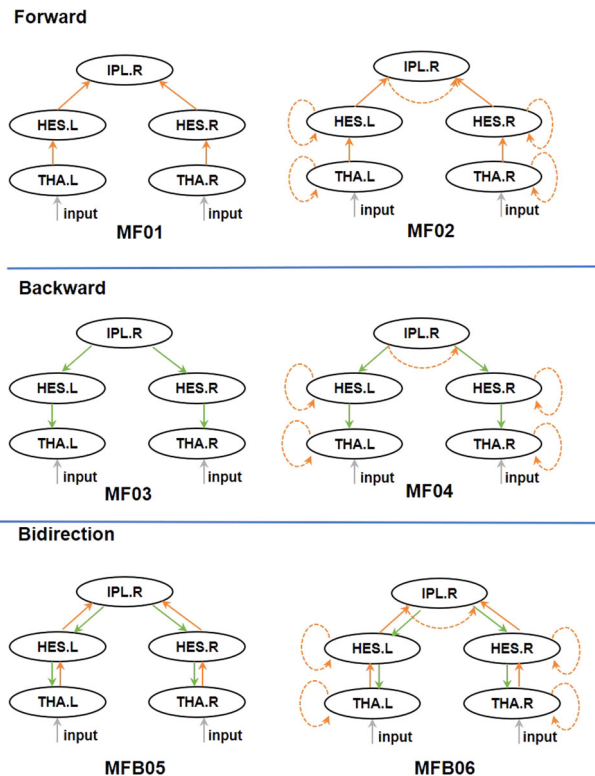 Forward
IPL.R
IPL.R
HES.L
HES.R
HES.L
HES.R
THA.L
THA.R
THA.L
THA.R
input
input
input
input
MF01
MF02
Backward
IPL.R
IPL.R
HES.L
HES.R
HES.L
HES.R
THA.L
THA.R
THA.L
THA.R
input
input
input
input
MF03
MF04
Bidirection
IPL.R
IPL.R
HES.L
HES.R
HES.L
HES.R
THA.L
THA.R
THA.L
THA.R
input
input
input
input
MFB05
MFB06